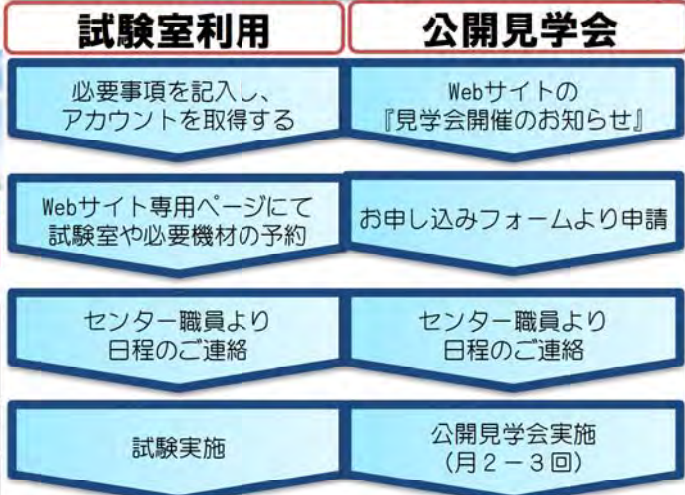 試験室利用
必要事項を記入し、
アカウントを取得する
Webサイト専用ページにて
試験室や必要機材の予約
センター職員より
日程のご連絡
試験実施
公開見学会
Webサイトの
『見学会開催のお知らせ』
お申し込みフォームより申請
センター職員より
日程のご連絡
公開見学会実施
(月2－3回)